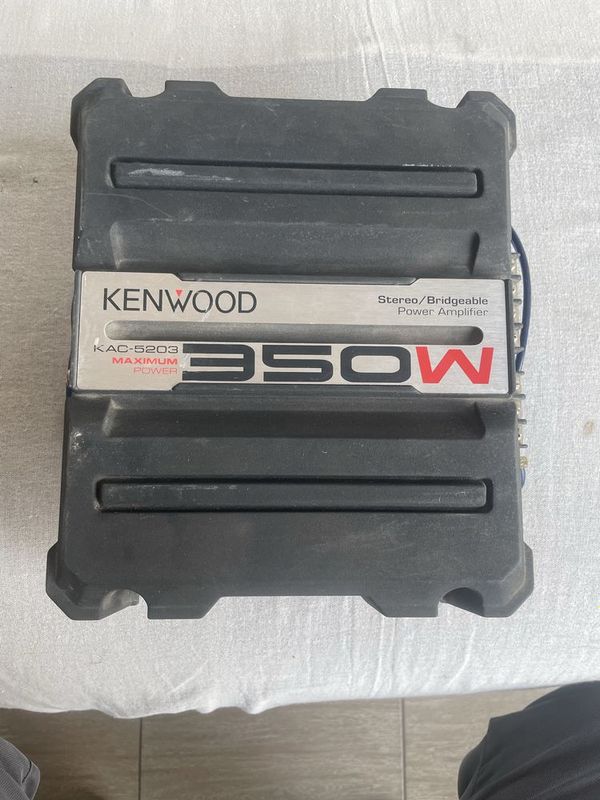 KENWOOD
Stereo/Bridgeable
Power Amplifier
KAC-5203
MAXIMUM
POWER
350W